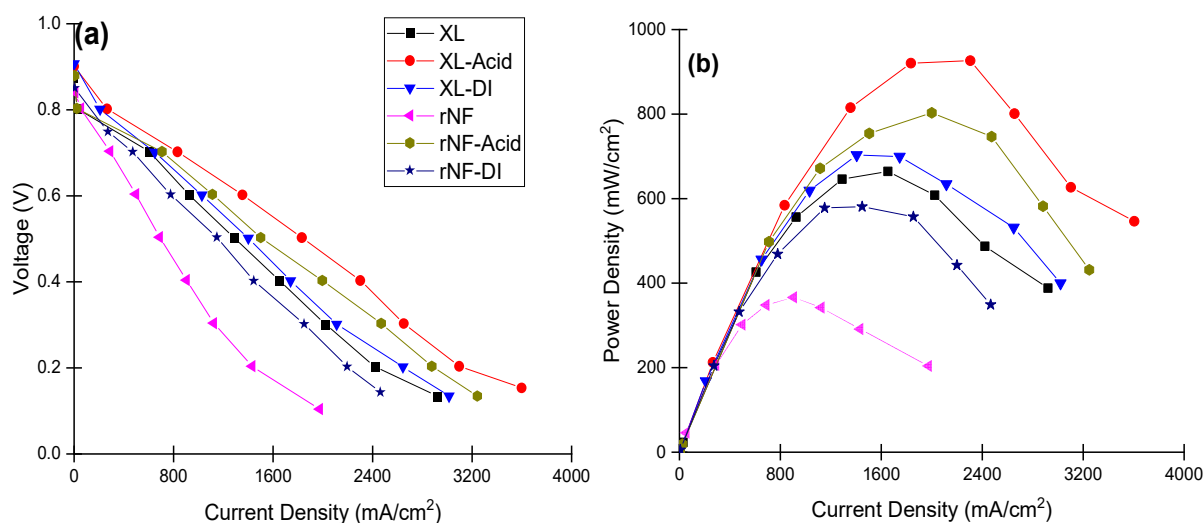 (a)
1.0
0.8
0.6
0.4
0.2
0.0
Voltage (V)
0 800 1600 2400 3200 4000
Current Density (mA/cm²)
XL
XL-Acid
XL-DI
rNF
rNF-Acid
rNF-DI
(b)
1000
800
600
400
200
0
Power Density (mW/cm²)
0 800 1600 2400 3200 4000
Current Density (mA/cm²)